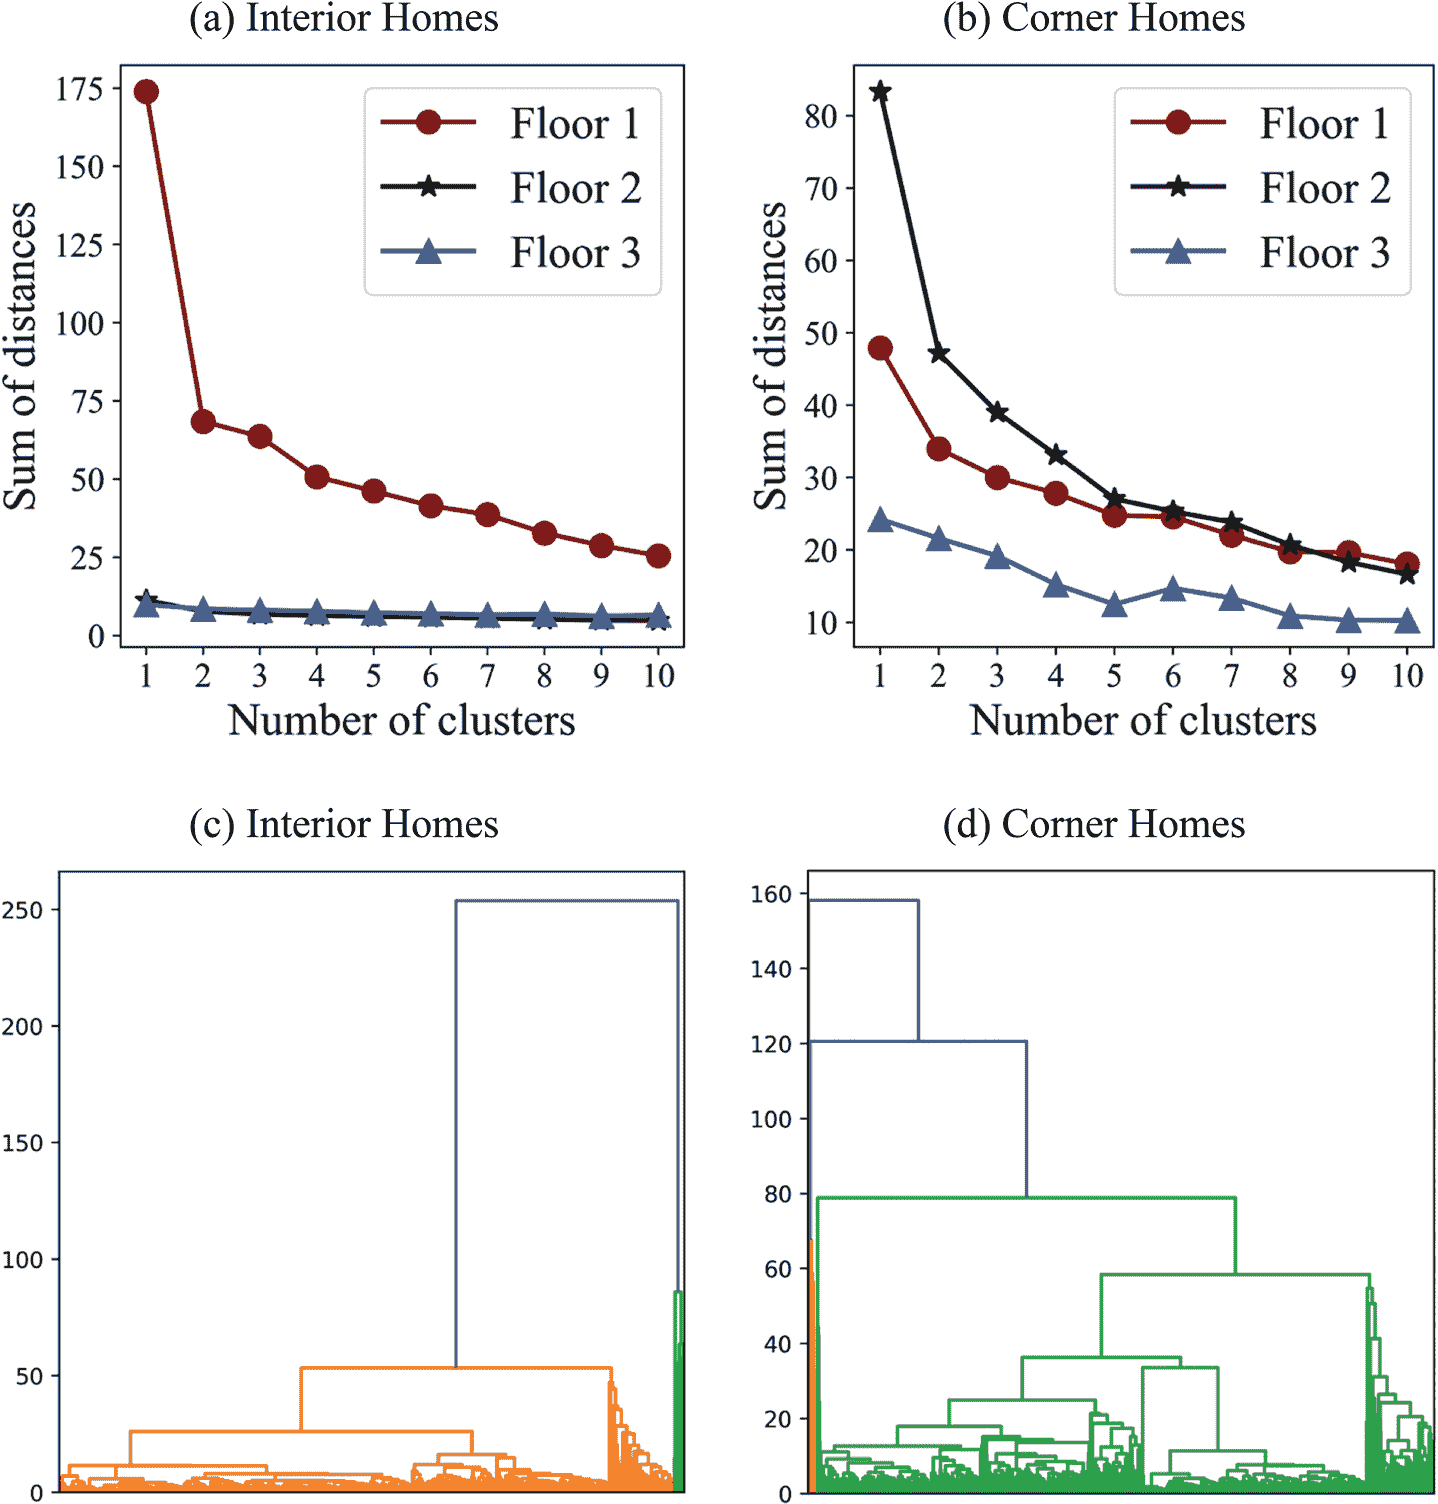 (a) Interior Homes
175
150
125
100
75
50
25
0
Sum of distances
Floor 1
Floor 2
Floor 3
1 2 3 4 5 6 7 8 9 10
Number of clusters
(b) Corner Homes
80
70
60
50
40
30
20
10
Sum of distances
Floor 1
Floor 2
Floor 3
1 2 3 4 5 6 7 8 9 10
Number of clusters
(c) Interior Homes
250
200
150
100
50
0
(d) Corner Homes
160
140
120
100
80
60
40
20
0